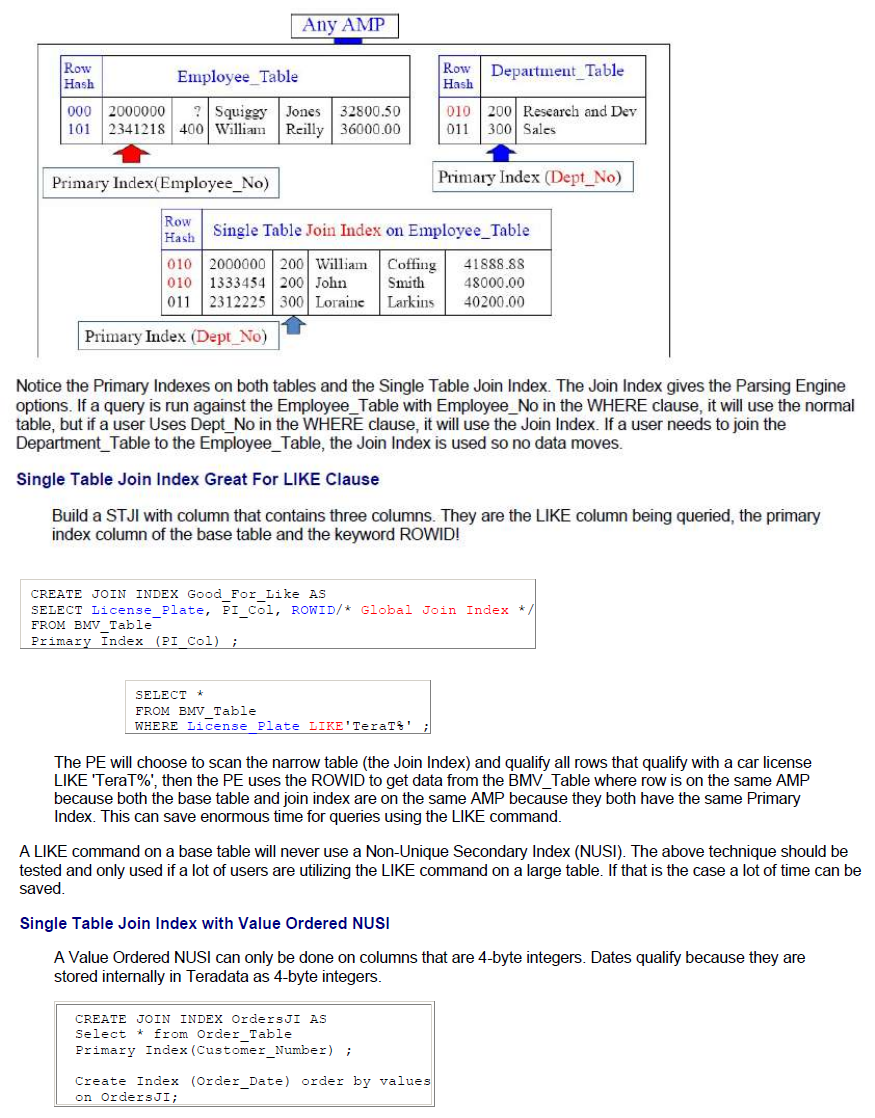 Any AMP
Row Hash Employee_Table
000 2000000 ? Squiggy Jones 32800.50
101 2341218 400 William Reilly 36000.00
Row Hash Department_Table
010 200 Research and Dev
011 300 Sales
Primary Index(Employee_No)
Primary Index (Dept_No)
Row Hash Single Table Join Index on Employee_Table
010 2000000 200 William Coffing 41888.88
010 1333454 200 John Smith 48000.00
011 2312225 300 Loraine Larkins 40200.00
Primary Index (Dept_No)
Notice the Primary Indexes on both tables and the Single Table Join Index. The Join Index gives the Parsing Engine
options. If a query is run against the Employee_Table with Employee_No in the WHERE clause, it will use the normal
table, but if a user Uses Dept_No in the WHERE clause, it will use the Join Index. If a user needs to join the
Department_Table to the Employee_Table, the Join Index is used so no data moves.
Single Table Join Index Great For LIKE Clause
Build a STJI with column that contains three columns. They are the LIKE column being queried, the primary
index column of the base table and the keyword ROWID!
CREATE JOIN INDEX Good_For_Like AS
SELECT License_Plate, PI_Col, ROWID/* Global Join Index */
FROM BMV_Table
Primary Index (PI_Col) ;
SELECT *
FROM BMV_Table
WHERE License_Plate LIKE'TeraT%' ;
The PE will choose to scan the narrow table (the Join Index) and qualify all rows that qualify with a car license
LIKE 'TeraT%', then the PE uses the ROWID to get data from the BMV_Table where row is on the same AMP
because both the base table and join index are on the same AMP because they both have the same Primary
Index. This can save enormous time for queries using the LIKE command.
A LIKE command on a base table will never use a Non-Unique Secondary Index (NUSI). The above technique should be
tested and only used if a lot of users are utilizing the LIKE command on a large table. If that is the case a lot of time can be
saved.
Single Table Join Index with Value Ordered NUSI
A Value Ordered NUSI can only be done on columns that are 4-byte integers. Dates qualify because they are
stored internally in Teradata as 4-byte integers.
CREATE JOIN INDEX OrdersJI AS
Select * from Order_Table
Primary Index(Customer_Number) ;
Create Index (Order_Date) order by values
on OrdersJI;